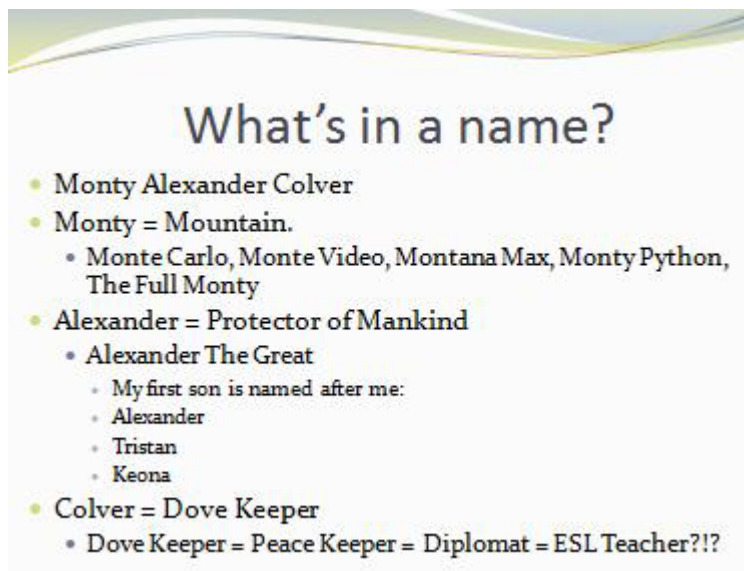 What's in a name?
Monty Alexander Colver
Monty = Mountain.
Monte Carlo, Monte Video, Montana Max, Monty Python,
The Full Monty
Alexander = Protector of Mankind
Alexander The Great
My first son is named after me:
Alexander
Tristan
Keona
Colver = Dove Keeper
Dove Keeper = Peace Keeper = Diplomat = ESL Teacher?!?